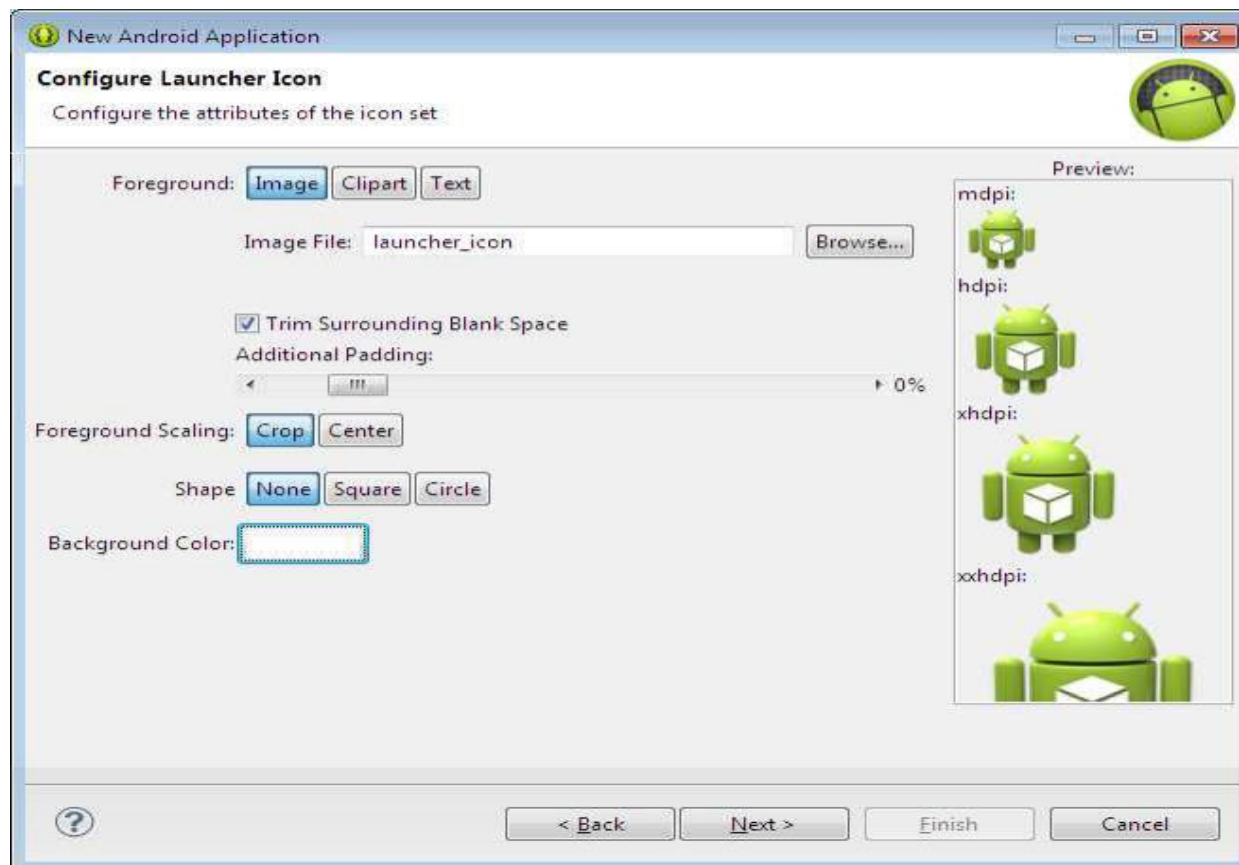 New Android Application
Configure Launcher Icon
Configure the attributes of the icon set
Foreground: Image Clipart Text
Image File: launcher_icon Browse...
Trim Surrounding Blank Space
Additional Padding:
0%
Foreground Scaling: Crop Center
Shape None Square Circle
Background Color:
Preview:
mdpi:
hdpi:
xhdpi:
xxhdpi:
? < Back Next > Finish Cancel